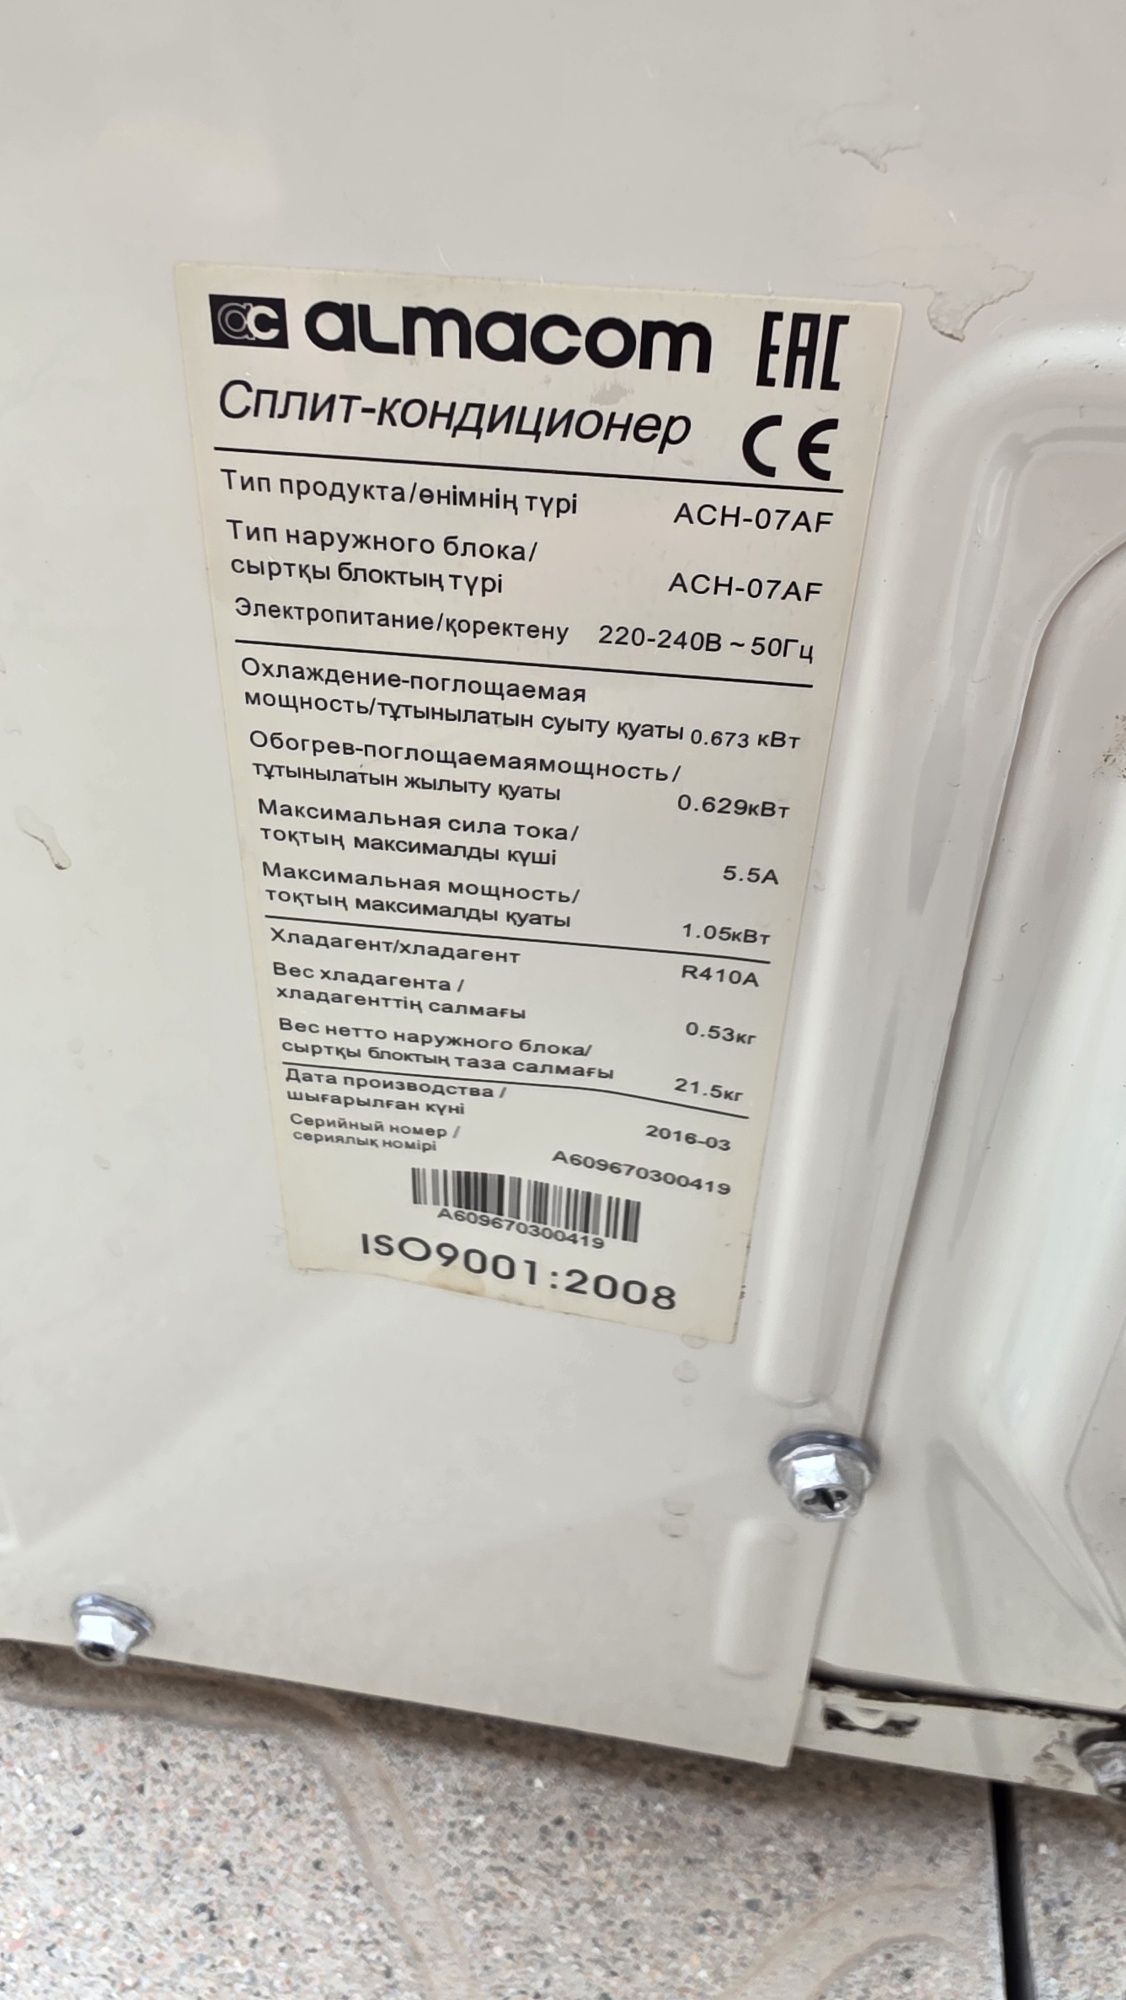 ac almacom EAC
Сплит-кондиционер CE
Тип продукта/өнімнің түрі ACH-07AF
Тип наружного блока/
сыртқы блоктың түрі ACH-07AF
Электропитание/қоректену 220-240В ~ 50Гц
Охлаждение-поглощаемая
мощность/тұтынылатын суыту қуаты 0.673 кВт
Обогрев-поглощаемаямощность/
тұтынылатын жылыту қуаты 0.629кВт
Максимальная сила тока/
тоқтың максималды күші 5.5А
Максимальная мощность/
тоқтың максималды қуаты 1.05кВт
Хладагент/хладагент R410A
Вес хладагента /
хладагенттің салмағы 0.53кг
Вес нетто наружного блока/
сыртқы блоктың таза салмағы 21.5кг
Дата производства /
шығарылған күні 2016-03
Серийный номер /
сериялық номірі A609670300419
A609670300419
ISO9001:2008